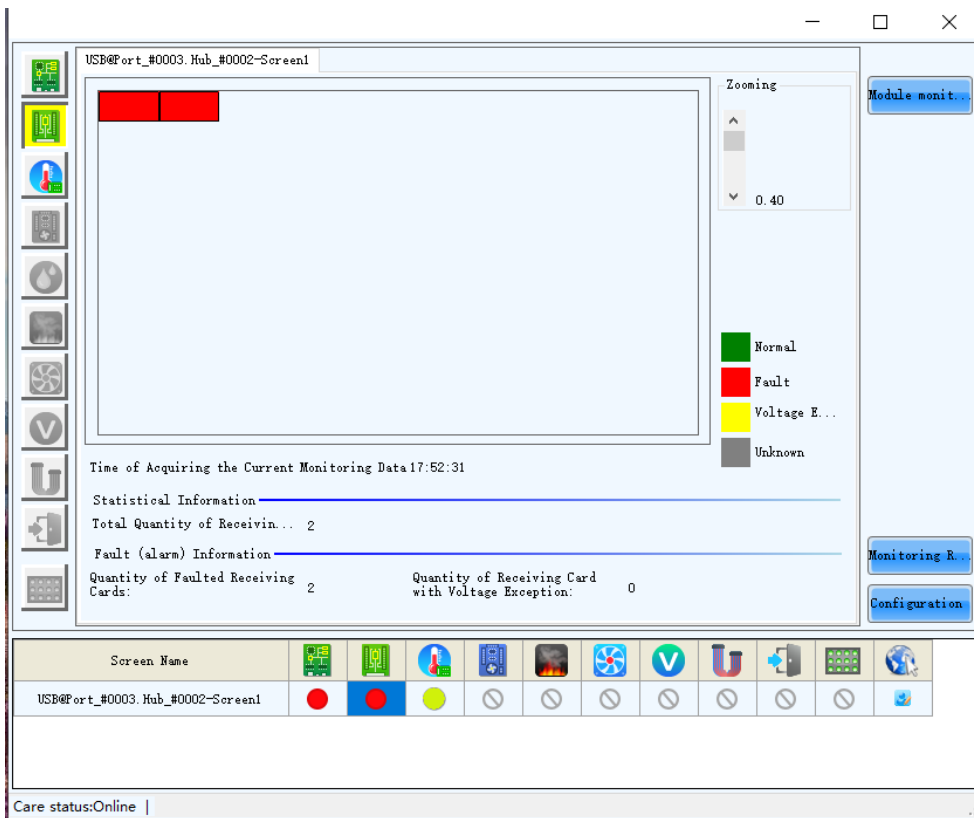 USB@Port_#0003.Hub_#0002-Screen1
Zooming
Module monit...
0.40
Normal
Fault
Voltage E...
Unknown
Time of Acquiring the Current Monitoring Data 17:52:31
Statistical Information
Total Quantity of Receivin... 2
Fault (alarm) Information
Monitoring R...
Quantity of Faulted Receiving Cards: 2
Quantity of Receiving Card with Voltage Exception: 0
Configuration
Screen Name
USB@Port_#0003.Hub_#0002-Screen1
Care status:Online |